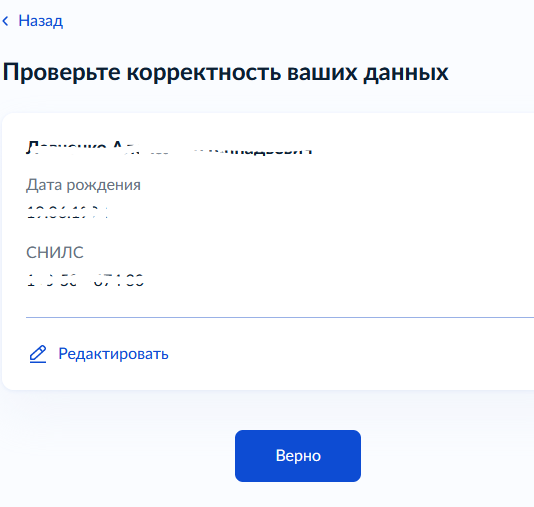 Назад
Проверьте корректность ваших данных
Дата рождения
СНИЛС
Редактировать
Верно